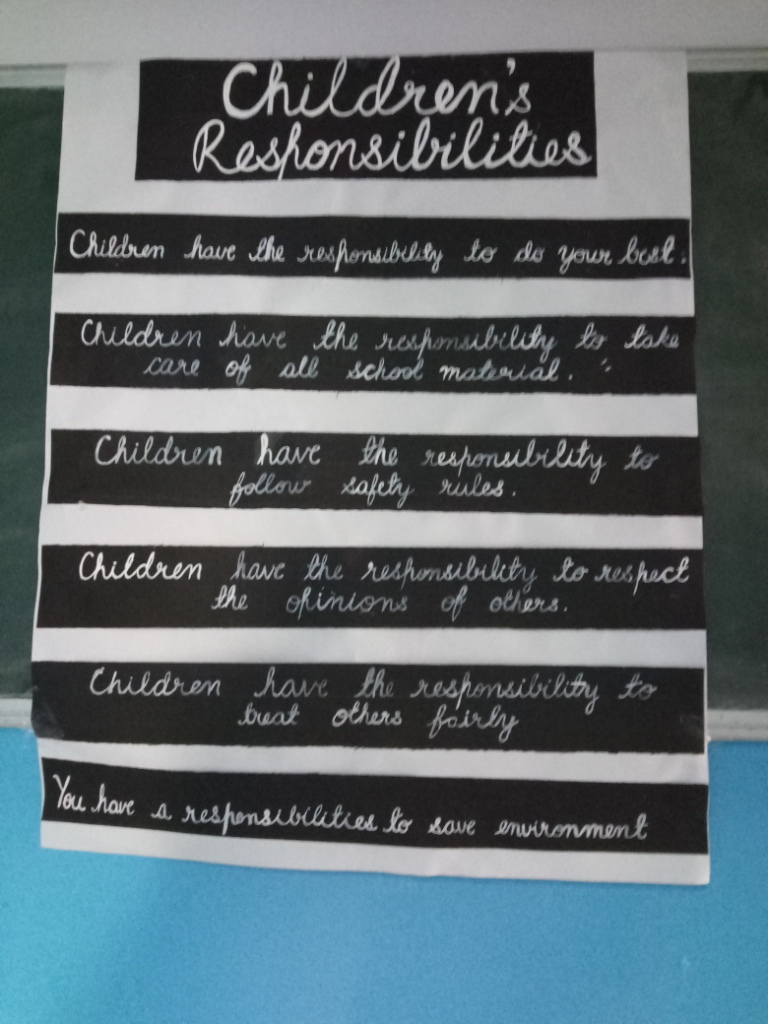 Children's
Responsibilities
Children have the responsibility to do your best.
Children have the responsibility to take
care of all school material.
Children have the responsibility to
follow safety rules.
Children have the responsibility to respect
the opinions of others.
Children have the responsibility to
treat others fairly
You have a responsibilities to save environment